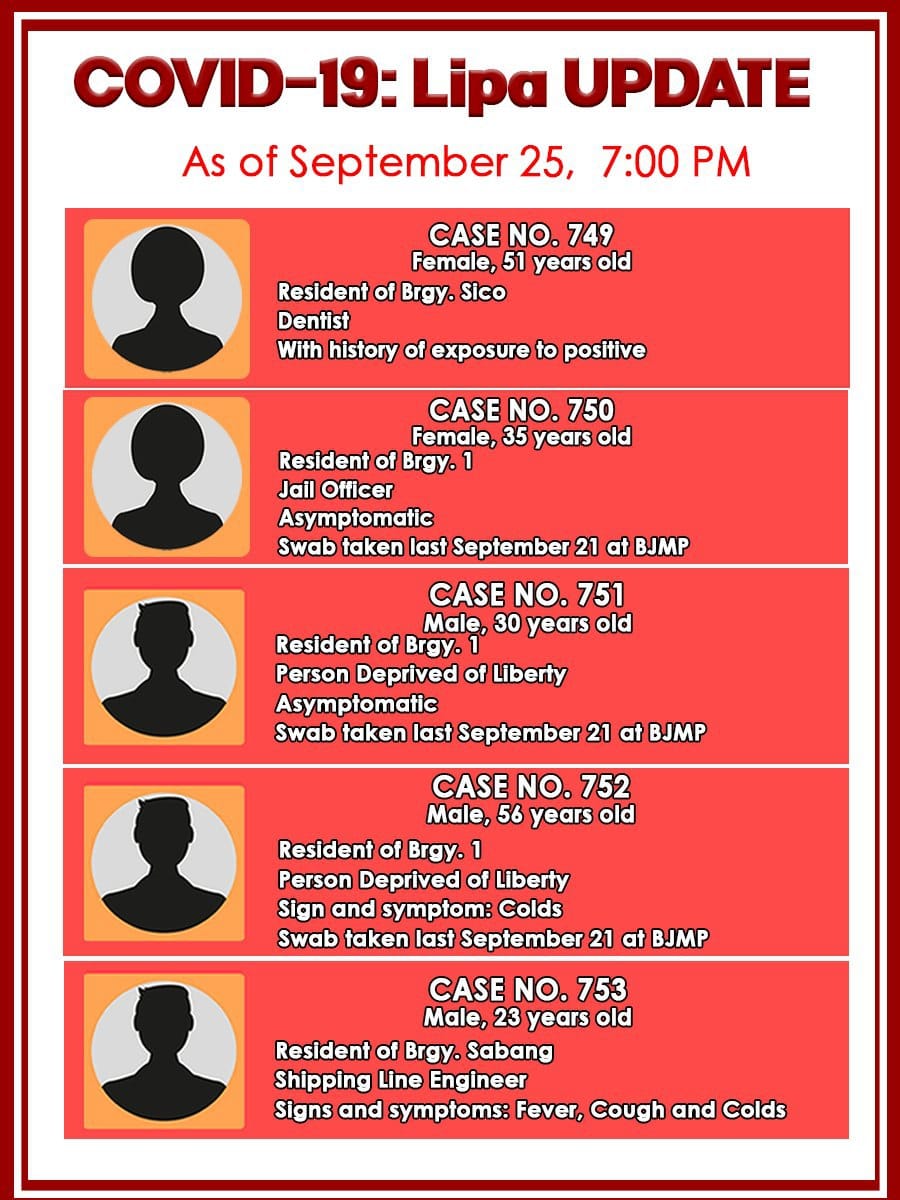 COVID-19: Lipa UPDATE
As of September 25, 7:00 PM
CASE NO. 749
Female, 51 years old
Resident of Brgy. Sico
Dentist
With history of exposure to positive
CASE NO. 750
Female, 35 years old
Resident of Brgy. 1
Jail Officer
Asymptomatic
Swab taken last September 21 at BJMP
CASE NO. 751
Male, 30 years old
Resident of Brgy. 1
Person Deprived of Liberty
Asymptomatic
Swab taken last September 21 at BJMP
CASE NO. 752
Male, 56 years old
Resident of Brgy. 1
Person Deprived of Liberty
Sign and symptom: Colds
Swab taken last September 21 at BJMP
CASE NO. 753
Male, 23 years old
Resident of Brgy. Sabang
Shipping Line Engineer
Signs and symptoms: Fever, Cough and Colds